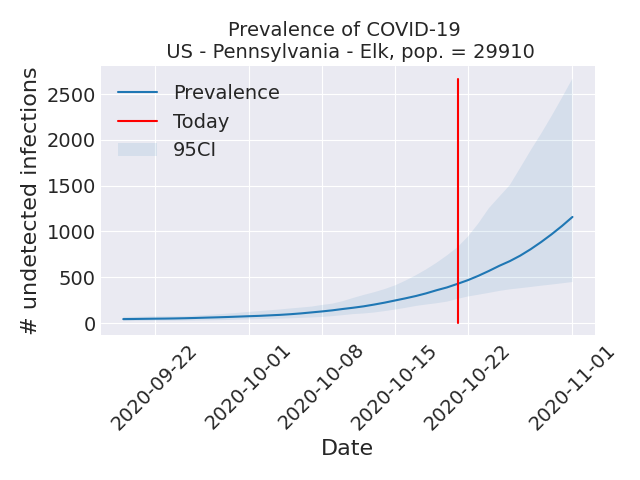 Prevalence of COVID-19
US - Pennsylvania - Elk, pop. = 29910
# undetected infections
2500
2000
1500
1000
500
0
Prevalence
Today
95CI
2020-09-22
2020-10-01
2020-10-08
2020-10-15
2020-10-22
2020-11-01
Date